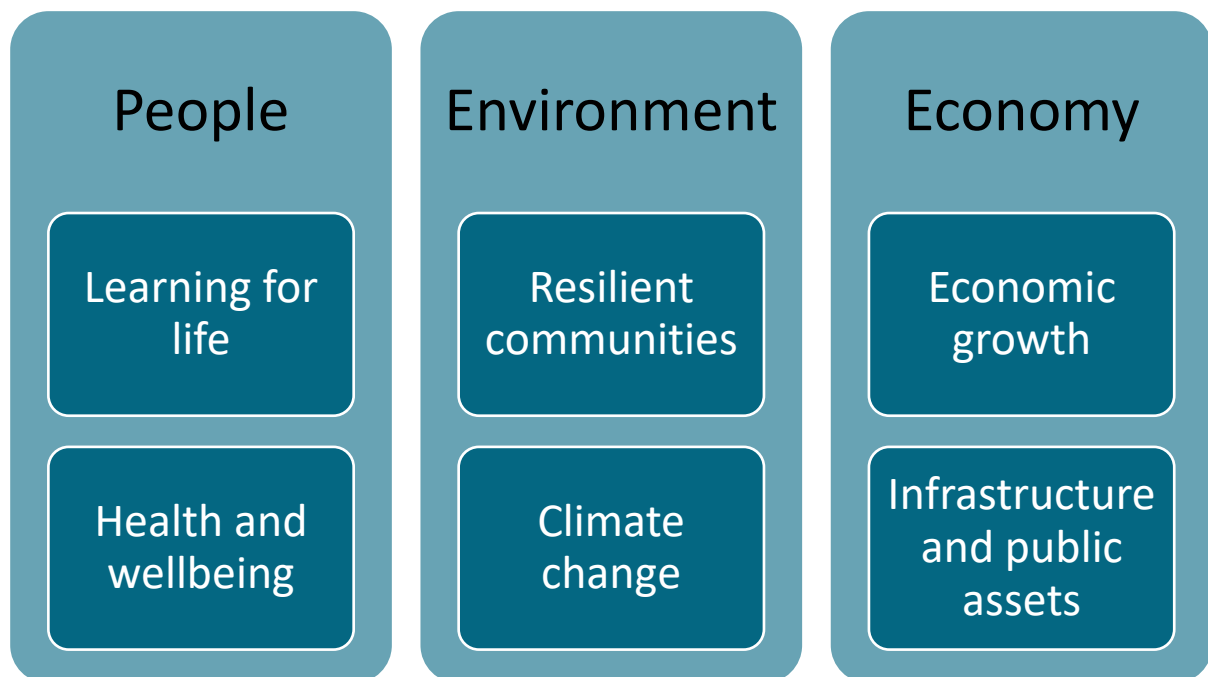 People
Learning for
life
Health and
wellbeing
Environment
Resilient
communities
Climate
change
Economy
Economic
growth
Infrastructure
and public
assets